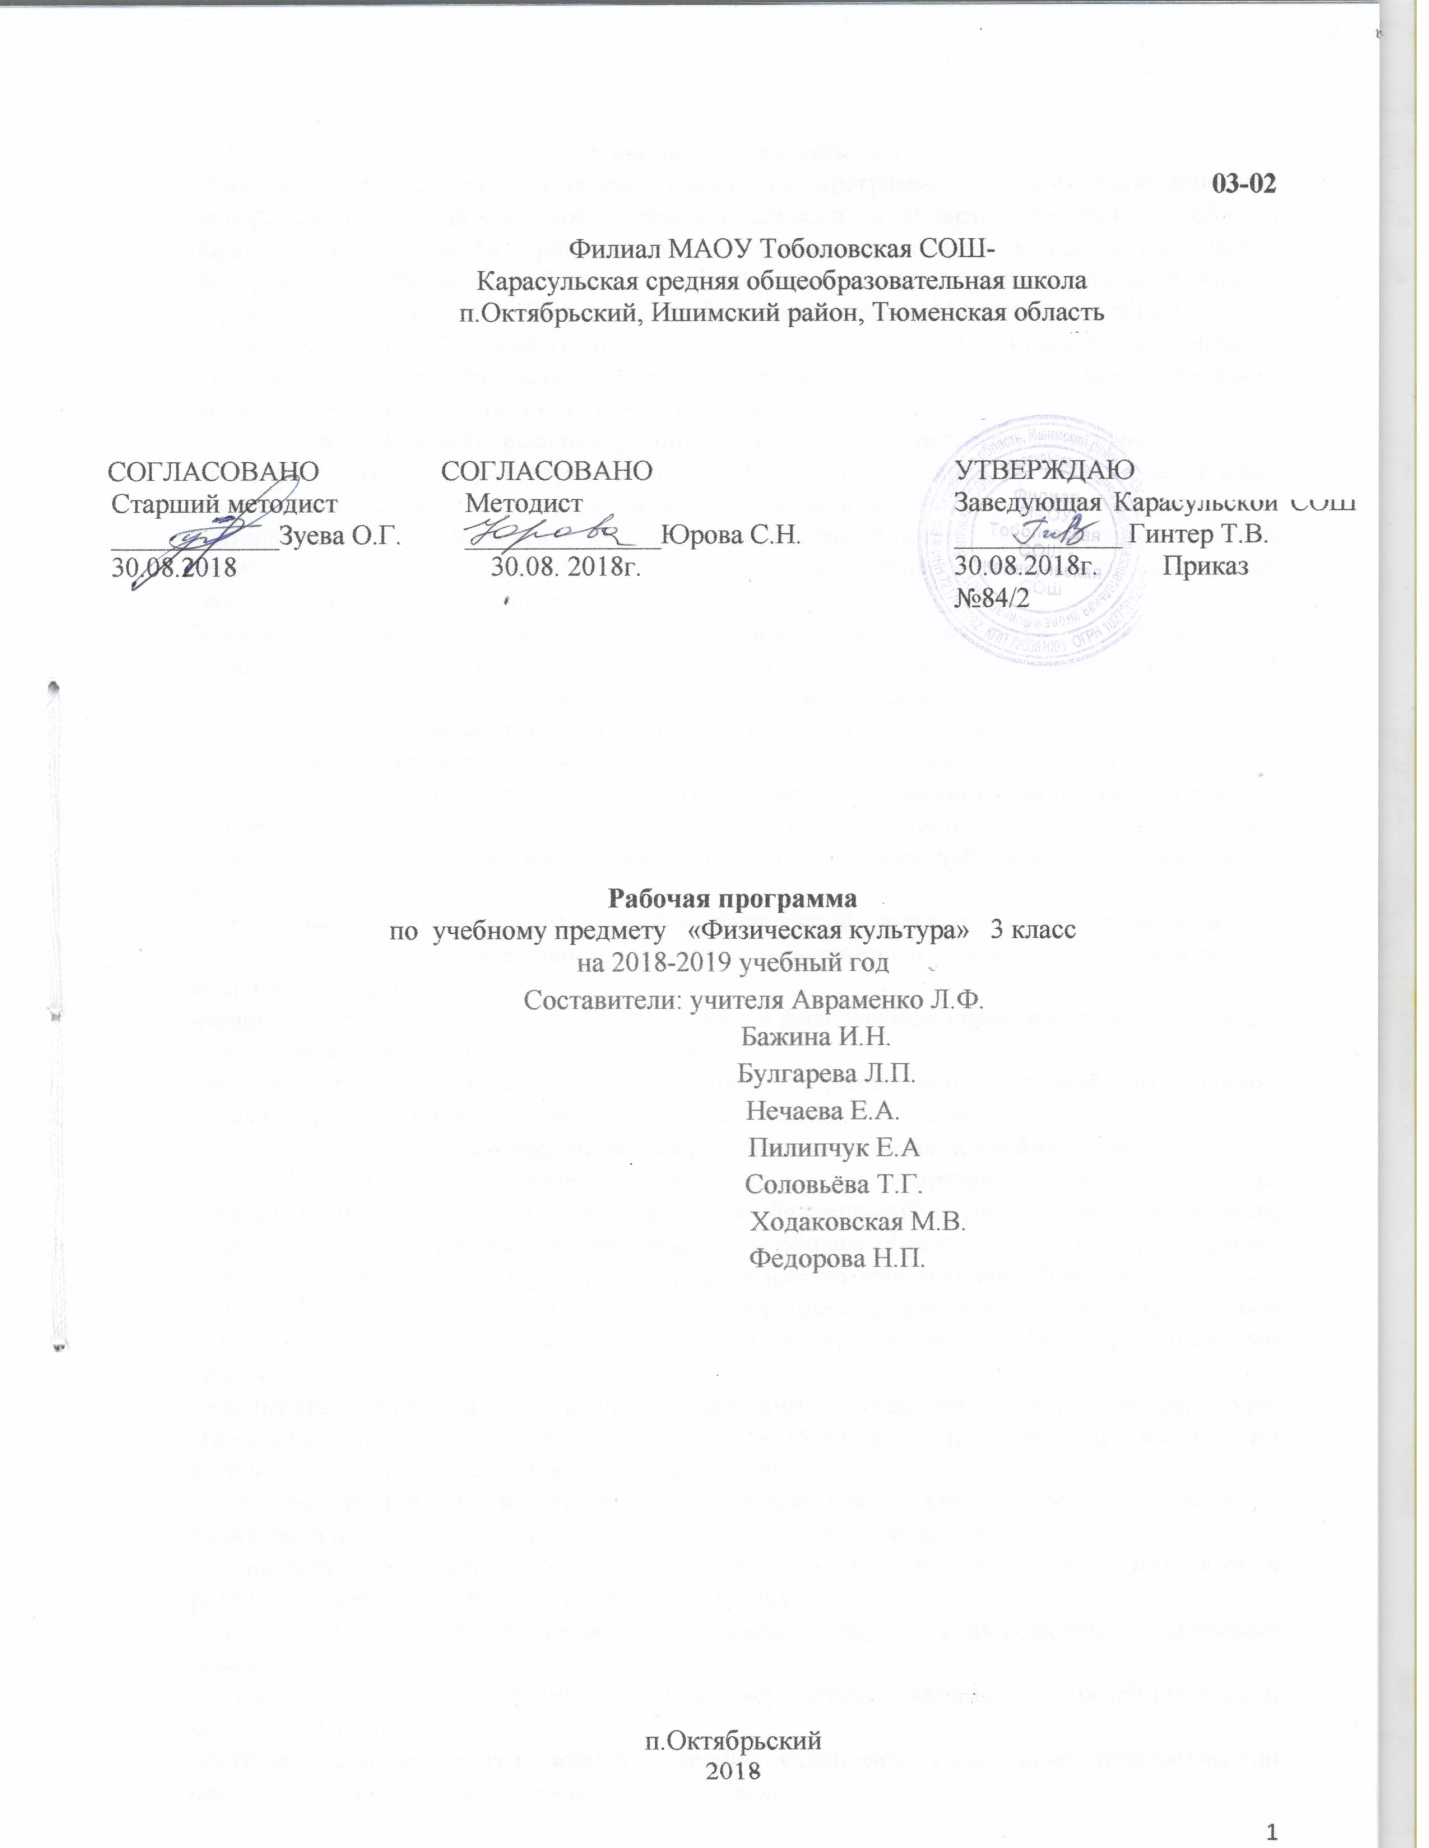 03-02
Филиал МАОУ Тоболовская СОШ-
Карасульская средняя общеобразовательная школа
п.Октябрьский, Ишимский район, Тюменская область
СОГЛАСОВАНО СОГЛАСОВАНО УТВЕРЖДАЮ
Старший методист Методист Заведующая Карасульской СОШ
Зуева О.Г. Юрова Юрова С.Н. Гинтер Т.В.
30.08.2018 30.08. 2018г. 30.08.2018г. Приказ
№84/2
Рабочая программа
по учебному предмету «Физическая культура» 3 класс
на 2018-2019 учебный год
Составители: учителя Авраменко Л.Ф.
Бажина И.Н.
Булгарева Л.П.
Нечаева Е.А.
Пилипчук Е.А
Соловьёва Т.Г.
Ходаковская М.В.
Федорова Н.П.
п.Октябрьский
2018
1